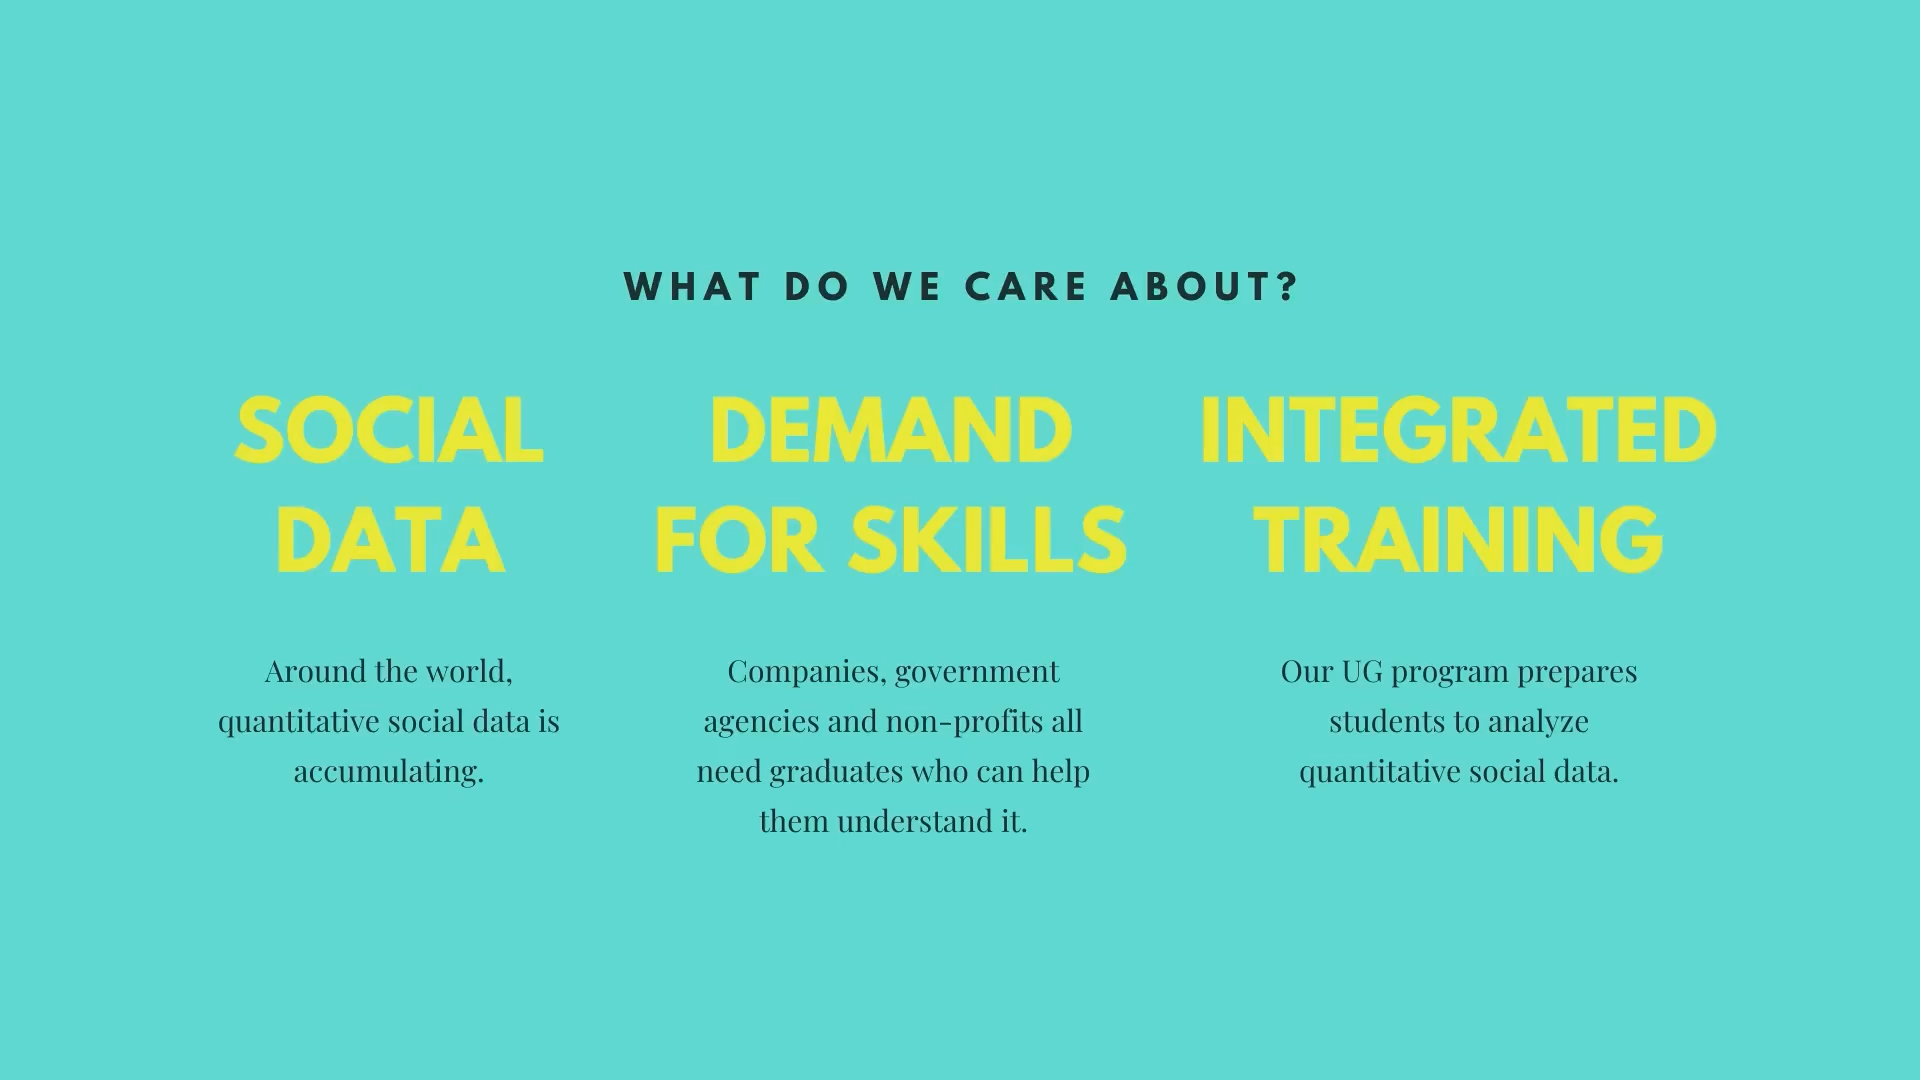 WHAT DO WE CARE ABOUT?
SOCIAL
DATA
Around the world,
quantitative social data is
accumulating.
DEMAND
FOR SKILLS
Companies, government
agencies and non-profits all
need graduates who can help
them understand it.
INTEGRATED
TRAINING
Our UG program prepares
students to analyze
quantitative social data.